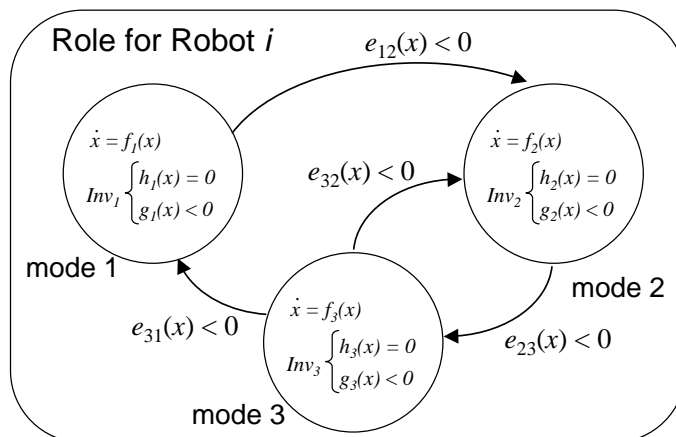 Role for Robot i
e₁₂(x) < 0
ẋ = f₁(x)
Inv₁ { h₁(x) = 0
g₁(x) < 0
mode 1
ẋ = f₂(x)
Inv₂ { h₂(x) = 0
g₂(x) < 0
mode 2
e₃₂(x) < 0
e₃₁(x) < 0
e₂₃(x) < 0
ẋ = f₃(x)
Inv₃ { h₃(x) = 0
g₃(x) < 0
mode 3